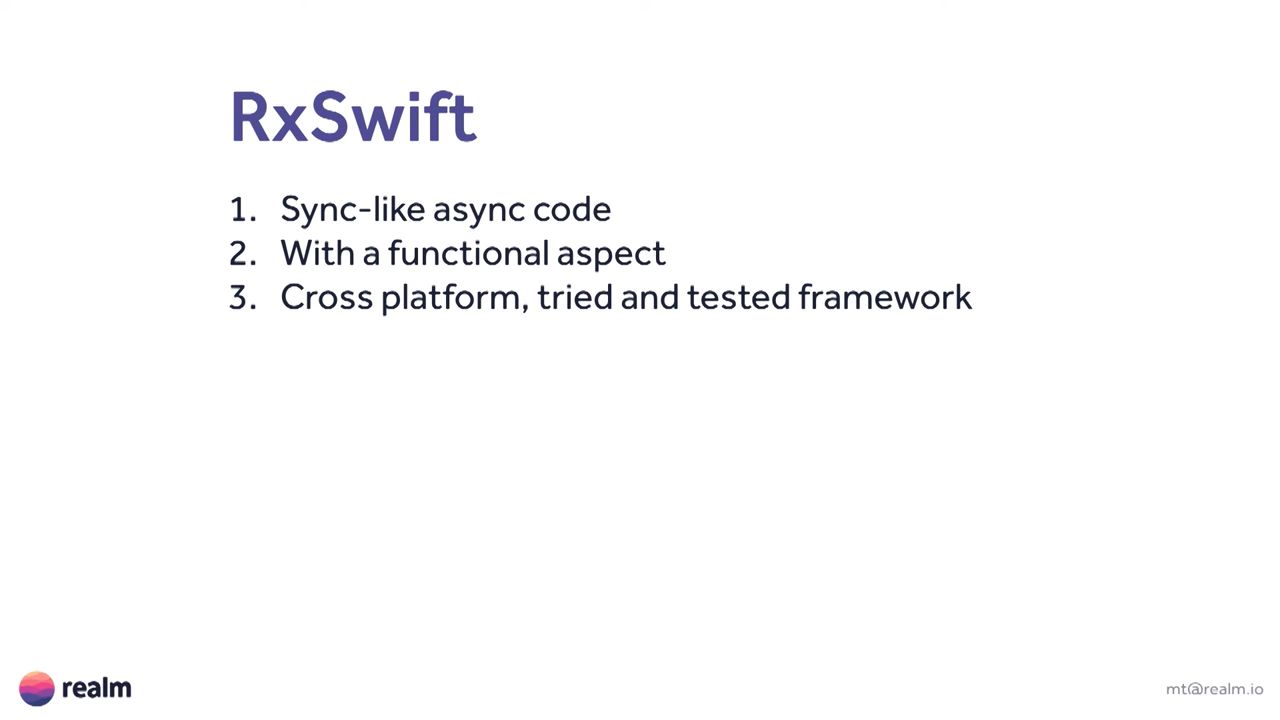 RxSwift
1. Sync-like async code
2. With a functional aspect
3. Cross platform, tried and tested framework
realm
mt@realm.io